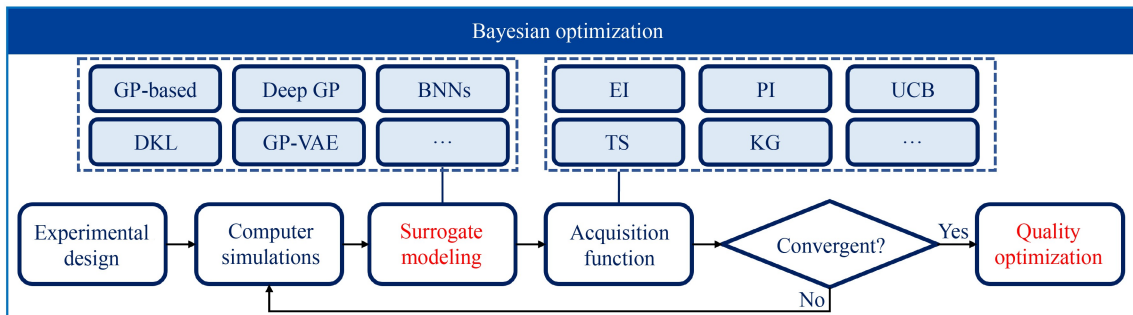 Bayesian optimization
GP-based
Deep GP
BNNs
EI
PI
UCB
DKL
GP-VAE
...
TS
KG
...
Experimental
design
Computer
simulations
Surrogate
modeling
Acquisition
function
Convergent?
Yes
No
Quality
optimization